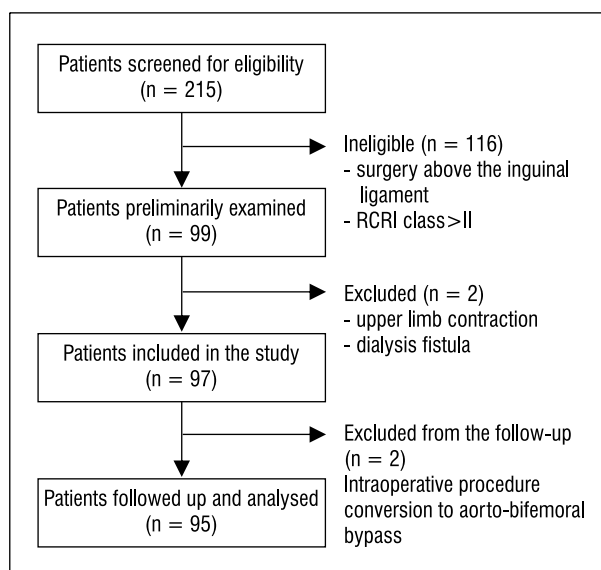 Patients screened for eligibility
(n = 215)
Ineligible (n = 116)
- surgery above the inguinal
ligament
- RCRI class>II
Patients preliminarily examined
(n = 99)
Excluded (n = 2)
- upper limb contraction
- dialysis fistula
Patients included in the study
(n = 97)
Excluded from the follow-up
(n = 2)
Intraoperative procedure
conversion to aorto-bifemoral
bypass
Patients followed up and analysed
(n = 95)